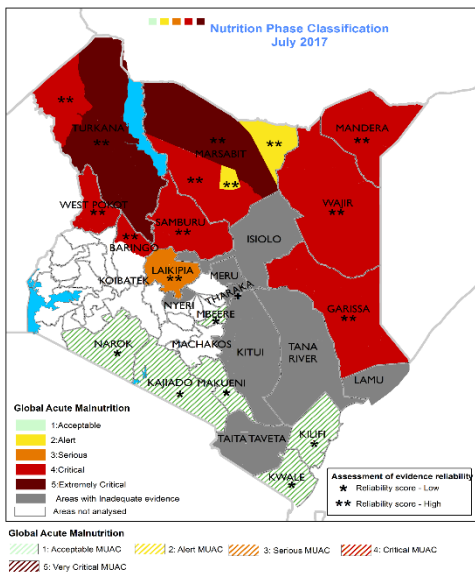 Nutrition Phase Classification
July 2017
TURKANA
**
**
MARSABIT
**
**
**
**
MANDERA
**
WEST POKOT
**
SAMBURU
**
WAJIR
**
BARINGO
**
ISIOLO
LAIKIPIA
**
KOIBATEK
MERU
THARAKA
*
NYERI
MBEERE
*
GARISSA
**
NAROK
*
MACHAKOS
KITUI
TANA
RIVER
LAMU
KAJIADO
*
MAKUENI
*
TAITA TAVETA
KILIFI
*
KWALE
*
Global Acute Malnutrition
1:Acceptable
2:Alert
3:Serious
4:Critical
5:Extremely Critical
Areas with Inadequate evidence
Areas not analysed
Assessment of evidence reliability
* Reliability score - Low
** Reliability score - High
Global Acute Malnutrition
1: Acceptable MUAC
2: Alert MUAC
3: Serious MUAC
4: Critical MUAC
5: Very Critical MUAC